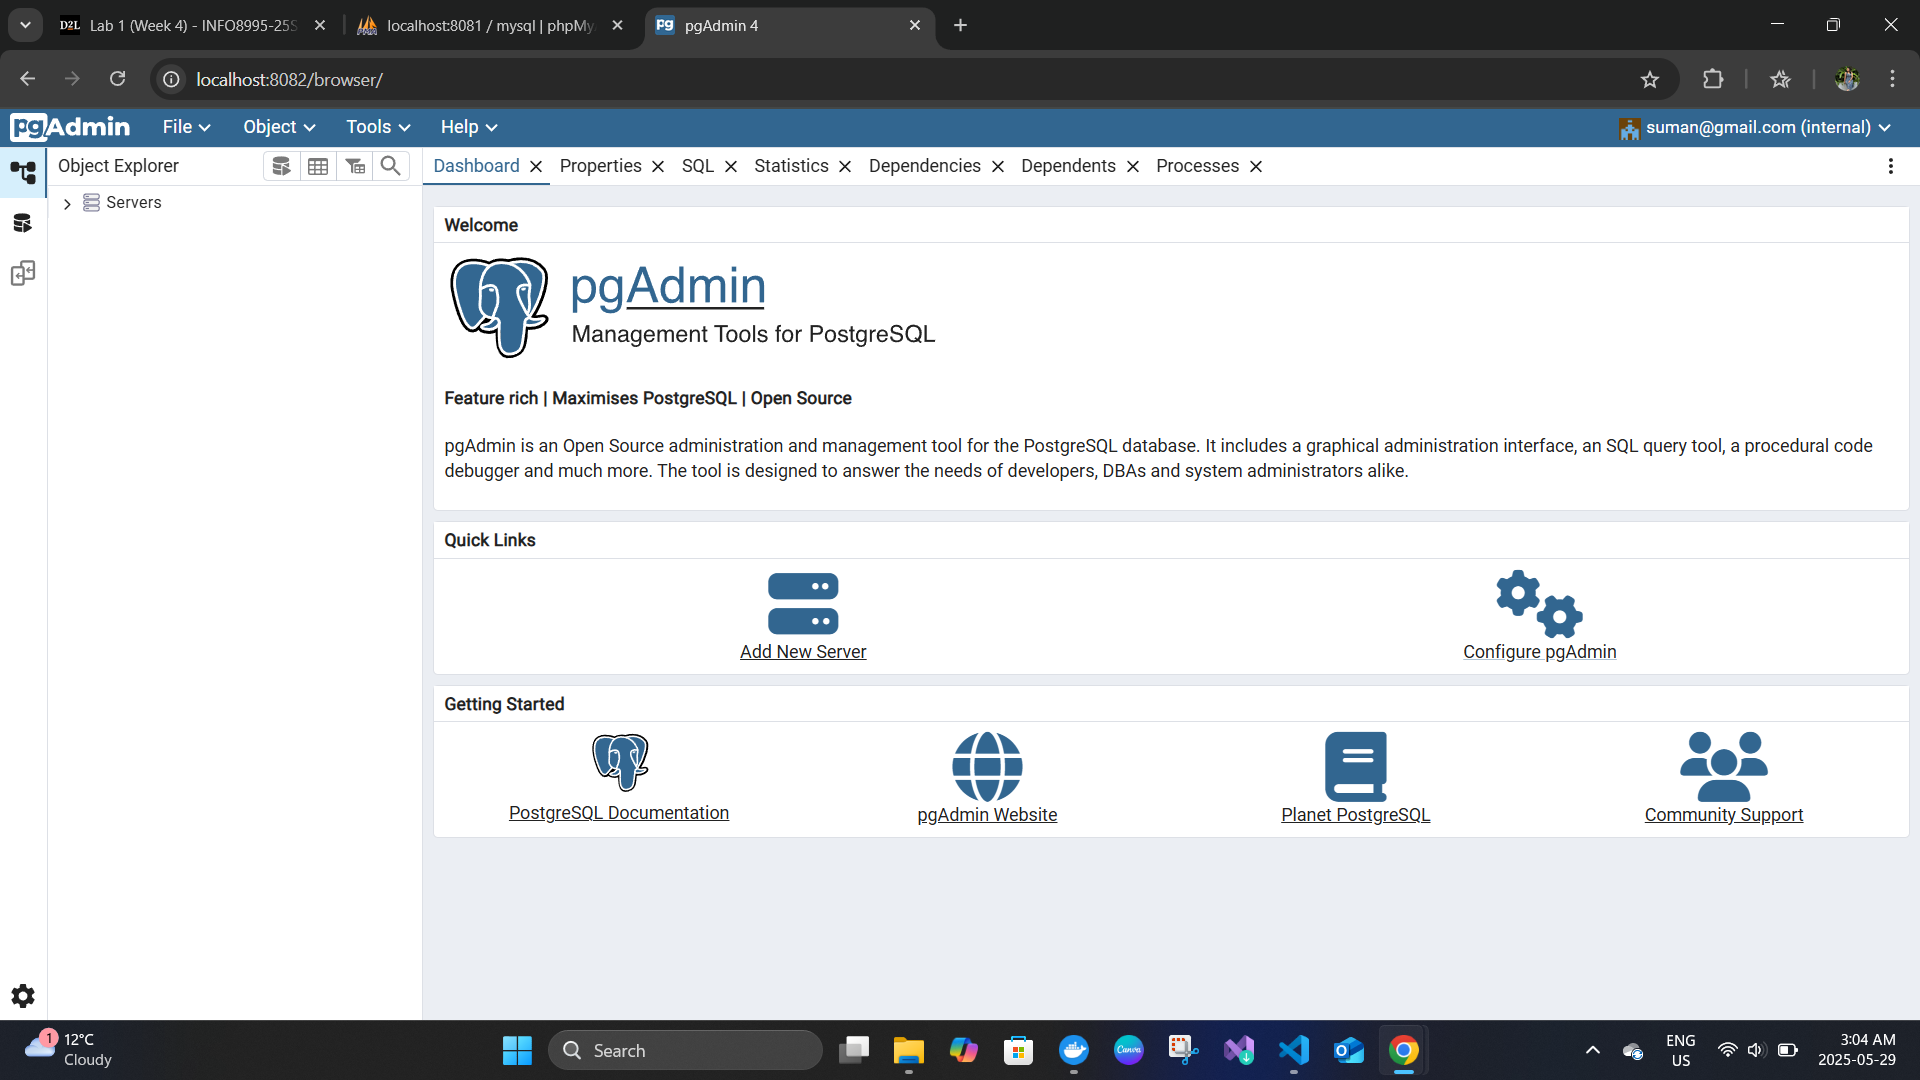 D2L Lab 1 (Week 4) - INFO8995-25S
localhost:8081 / mysql | phpMy
pg pgAdmin 4
localhost:8082/browser/
pgAdmin File Object Tools Help suman@gmail.com (internal)
Object Explorer
Dashboard Properties SQL Statistics Dependencies Dependents Processes
Servers
Welcome
pgAdmin
Management Tools for PostgreSQL
Feature rich | Maximises PostgreSQL | Open Source
pgAdmin is an Open Source administration and management tool for the PostgreSQL database. It includes a graphical administration interface, an SQL query tool, a procedural code
debugger and much more. The tool is designed to answer the needs of developers, DBAs and system administrators alike.
Quick Links
Add New Server Configure pgAdmin
Getting Started
PostgreSQL Documentation pgAdmin Website Planet PostgreSQL Community Support
1 12°C
Cloudy
Search
Canva
ENG
US
3:04 AM
2025-05-29